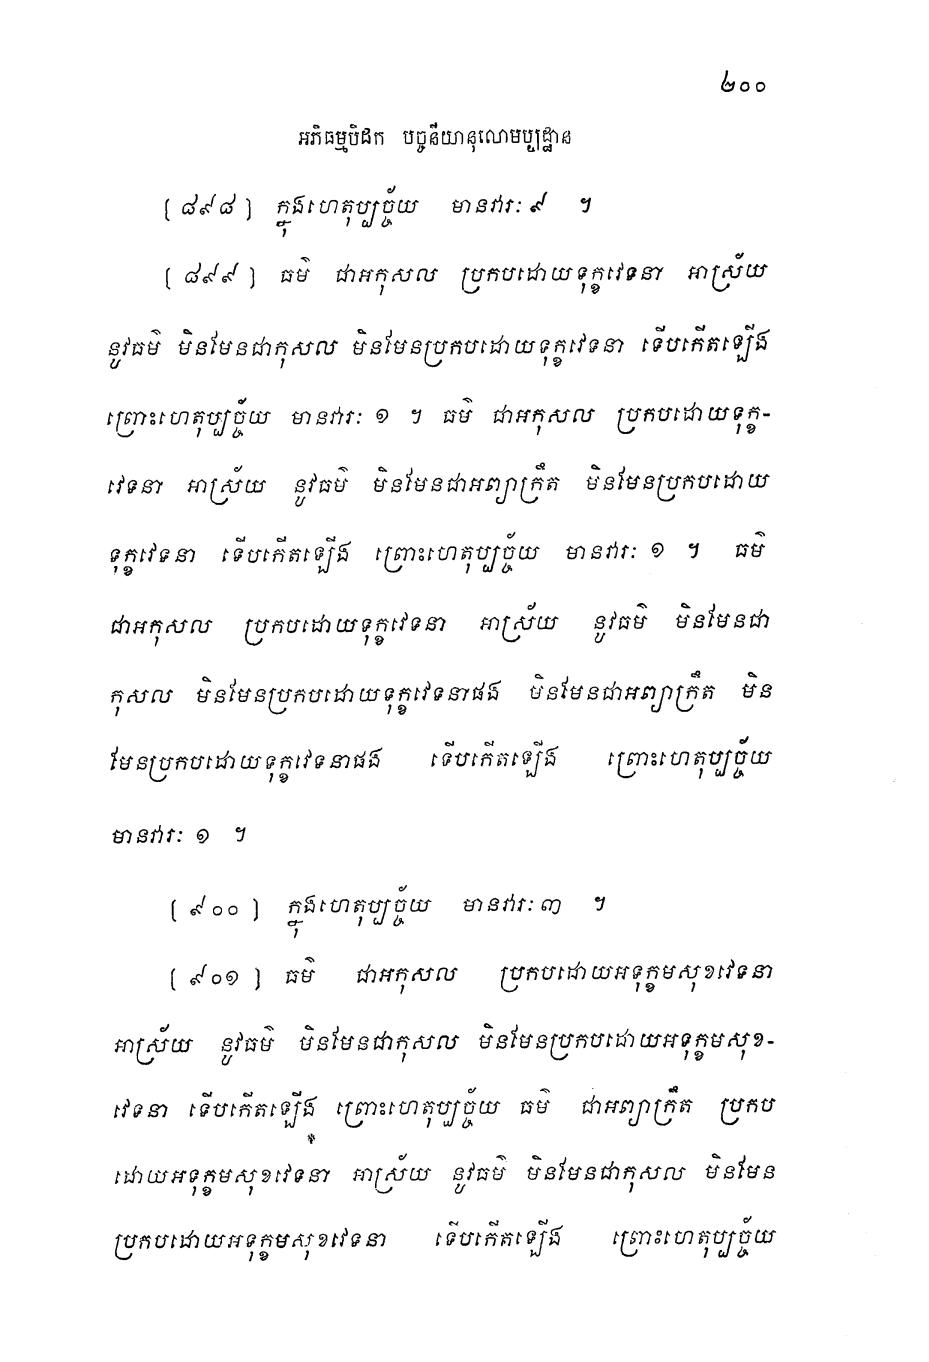 ២០០
អភិធម្មបិដក បច្ចនីយានុលោមប្បដ្ឋាន
[៨៩៨] ក្នុងហេតុប្បច្ច័យ មានវារៈ ៩ ។
[៨៩៩] ធម៌ ជាអកុសល ប្រកបដោយទុក្ខវេទនា អាស្រ័យ
នូវធម៌ មិនមែនជាកុសល មិនមែនប្រកបដោយទុក្ខវេទនា ទើបកើតឡើង
ព្រោះហេតុប្បច្ច័យ មានវារៈ ១ ។ ធម៌ ជាអកុសល ប្រកបដោយទុក្ខ-
វេទនា អាស្រ័យ នូវធម៌ មិនមែនជាអព្យាក្រឹត មិនមែនប្រកបដោយ
ទុក្ខវេទនា ទើបកើតឡើង ព្រោះហេតុប្បច្ច័យ មានវារៈ ១ ។ ធម៌
ជាអកុសល ប្រកបដោយទុក្ខវេទនា អាស្រ័យ នូវធម៌ មិនមែនជា
កុសល មិនមែនប្រកបដោយទុក្ខវេទនាផង មិនមែនជាអព្យាក្រឹត មិន
មែនប្រកបដោយទុក្ខវេទនាផង ទើបកើតឡើង ព្រោះហេតុប្បច្ច័យ
មានវារៈ ១ ។
[៩០០] ក្នុងហេតុប្បច្ច័យ មានវារៈ ៣ ។
[៩០១] ធម៌ ជាអកុសល ប្រកបដោយអទុក្ខមសុខវេទនា
អាស្រ័យ នូវធម៌ មិនមែនជាកុសល មិនមែនប្រកបដោយអទុក្ខមសុខ-
វេទនា ទើបកើតឡើង ព្រោះហេតុប្បច្ច័យ ធម៌ ជាអព្យាក្រឹត ប្រកប
ដោយអទុក្ខមសុខវេទនា អាស្រ័យ នូវធម៌ មិនមែនជាកុសល មិនមែន
ប្រកបដោយអទុក្ខមសុខវេទនា ទើបកើតឡើង ព្រោះហេតុប្បច្ច័យ